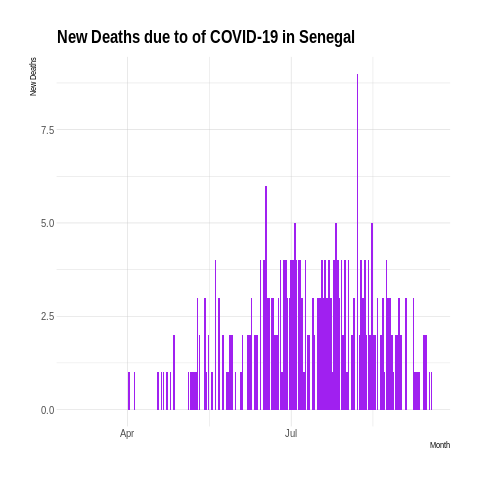 New Deaths due to of COVID-19 in Senegal
New Deaths
7.5
5.0
2.5
0.0
Apr
Jul
Month